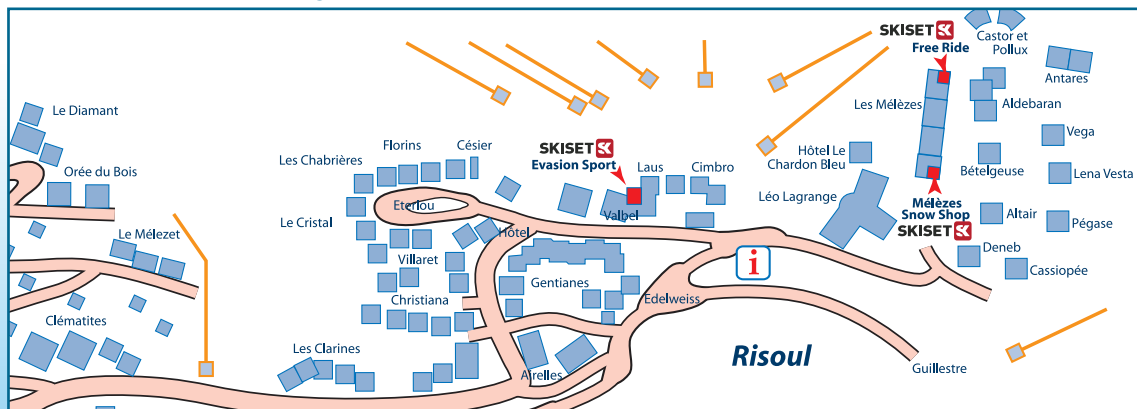 SKISET
Free Ride
Castor et
Pollux
Antares
Le Diamant
Les Mélèzes
Aldebaran
Florins
Césier
SKISET
Evasion Sport
Vega
Les Chabrières
Laus
Cimbro
Hôtel Le
Chardon Bleu
Orée du Bois
Bételgeuse
Lena Vesta
Eterlou
Léo Lagrange
Mélèzes
Snow Shop
SKISET
Le Cristal
Valbel
Altair
Pégase
Le Mélezet
Hôtel
Deneb
Villaret
i
Cassiopée
Gentianes
Christiana
Edelweiss
Clématites
Les Clarines
Risoul
Airelles
Guillestre